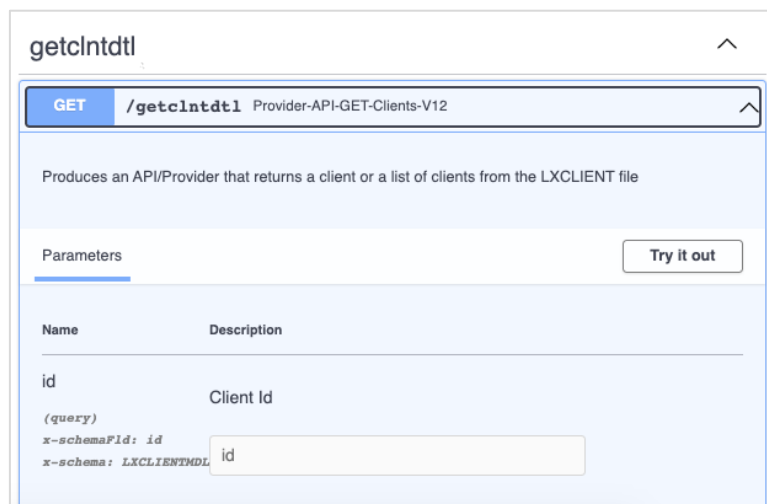 getclntdtl
GET /getclntdtl Provider-API-GET-Clients-V12
Produces an API/Provider that returns a client or a list of clients from the LXCLIENT file
Parameters
Try it out
Name Description
id
Client Id
(query)
x-schemaFld: id
x-schema: LXCLIENTMDL
id